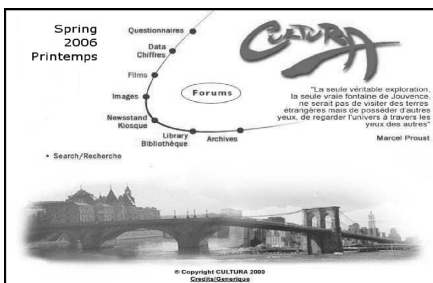 Spring
2006
Printemps
Questionnaires
Data
Chiffres
Films
Images
Newsstand
Kiosque
Library
Bibliothèque
Archives
Forums
CULTURA
"La seule véritable exploration,
la seule vraie fontaine de Jouvence,
ne serait pas de visiter des terres
étrangères mais de posséder d'autres
yeux, de regarder l'univers à travers les
yeux des autres"
Marcel Proust
• Search/Recherche
© Copyright CULTURA 2000
Credits/Generique